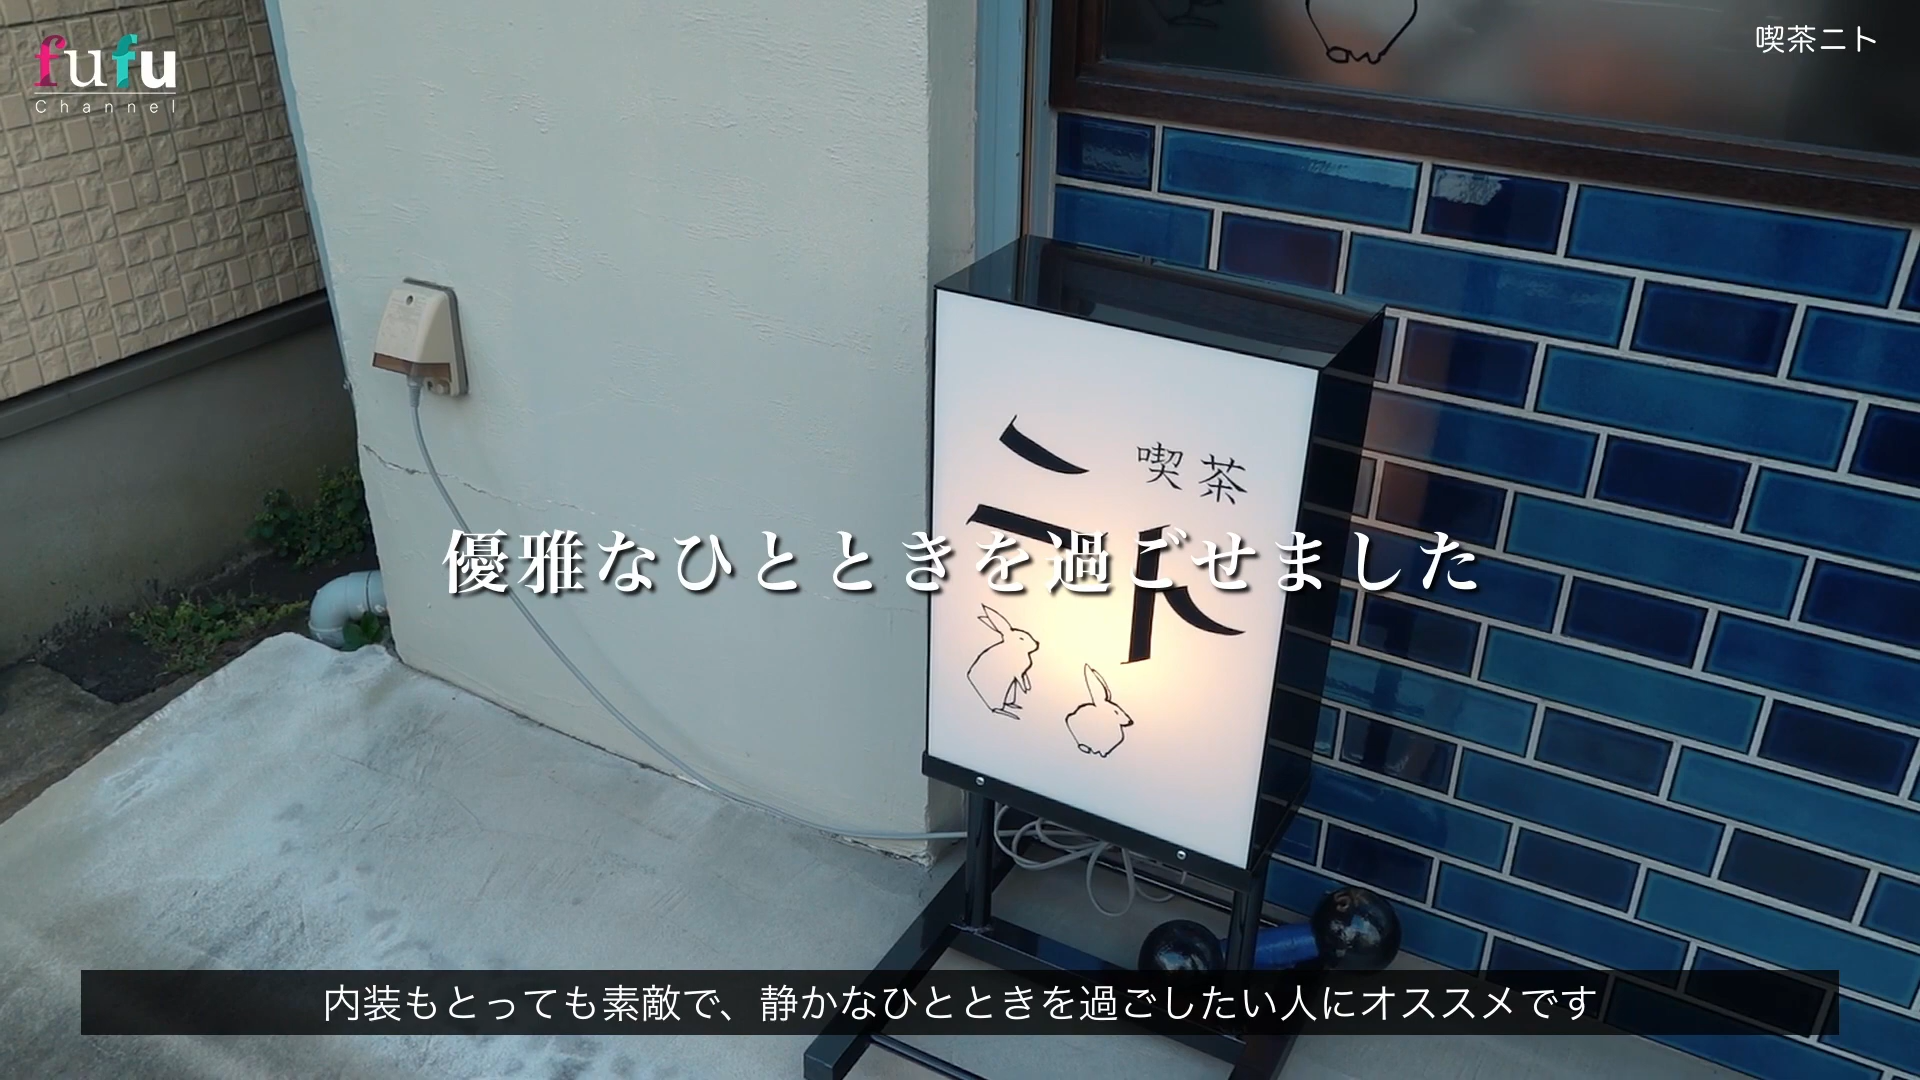 fufu
Channel
喫茶ニト
喫茶
ニト
優雅なひとときを過ごせました
内装もとっても素敵で、静かなひとときを過ごしたい人にオススメです